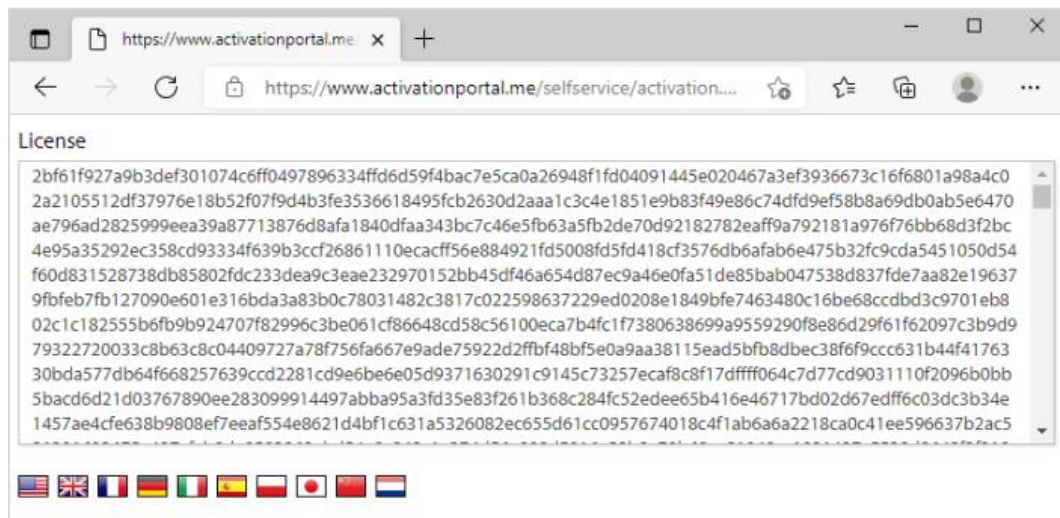 https://www.activationportal.me
https://www.activationportal.me/selfservice/activation....
License
2bf61f927a9b3def301074c6ff0497896334ffd6d59f4bac7e5ca0a26948f1fd04091445e020467a3ef3936673c16f6801a98a4c0
2a2105512df37976e18b52f07f9d4b3fe3536618495fcb2630d2aaa1c3c4e1851e9b83f49e86c74dfd9ef58b8a69db0ab5e6470
ae796ad2825999eea39a87713876d8afa1840dfaa343bc7c46e5fb63a5fb2de70d92182782eaff9a792181a976f76bb68d3f2bc
4e95a35292ec358cd93334f639b3ccf26861110ecacff56e884921fd5008fd5fd418cf3576db6afab6e475b32fc9cda5451050d54
f60d831528738db85802fdc233dea9c3eae232970152bb45df46a654d87ec9a46e0fa51de85bab047538d837fde7aa82e19637
9fbfeb7fb127090e601e316bda3a83b0c78031482c3817c022598637229ed0208e1849bfe7463480c16be68ccdbd3c9701eb8
02c1c182555b6fb9b924707f82996c3be061cf86648cd58c56100eca7b4fc1f7380638699a9559290f8e86d29f61f62097c3b9d9
79322720033c8b63c8c04409727a78f756fa667e9ade75922d2ffbf48bf5e0a9aa38115ead5bfb8dbec38f6f9ccc631b44f41763
30bda577db64f668257639ccd2281cd9e6be6e05d9371630291c9145c73257ecaf8c8f17dffff064c7d77cd9031110f2096b0bb
5bacd6d21d03767890ee283099914497abba95a3fd35e83f261b368c284fc52edee65b416e46717bd02d67edff6c03dc3b34e
1457ae4cfe638b9808ef7eeaf554e8621d4bf1c631a5326082ec655d61cc0957674018c4f1ab6a6a2218ca0c41ee596637b2ac5